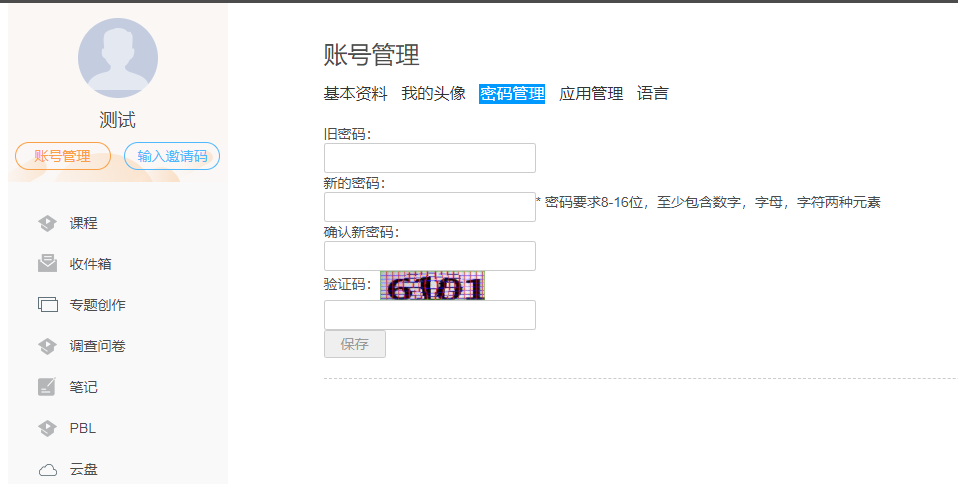 测试
账号管理 输入邀请码
课程
收件箱
专题创作
调查问卷
笔记
PBL
云盘
账号管理
基本资料 我的头像 密码管理 应用管理 语言
旧密码：
新的密码：
* 密码要求8-16位，至少包含数字，字母，字符两种元素
确认新密码：
验证码：
保存